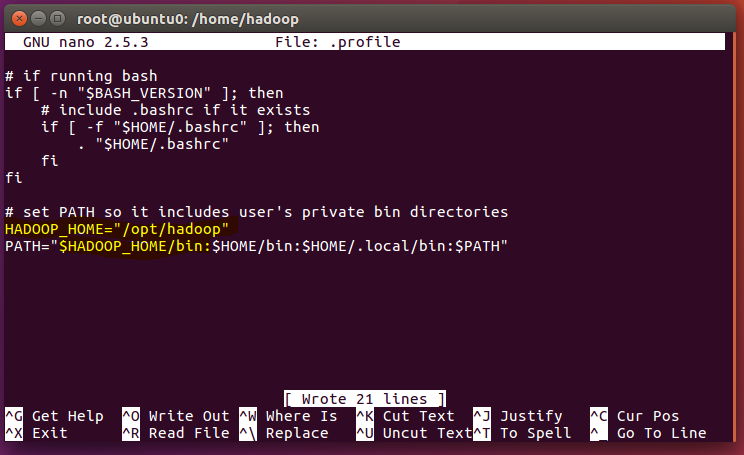 root@ubuntu0: /home/hadoop
GNU nano 2.5.3 File: .profile
# if running bash
if [ -n "$BASH_VERSION" ]; then
# include .bashrc if it exists
if [ -f "$HOME/.bashrc" ]; then
. "$HOME/.bashrc"
fi
fi
# set PATH so it includes user's private bin directories
HADOOP_HOME="/opt/hadoop"
PATH="$HADOOP_HOME/bin:$HOME/bin:$HOME/.local/bin:$PATH"
[ Wrote 21 lines ]
^G Get Help ^O Write Out ^W Where Is ^K Cut Text ^J Justify ^C Cur Pos
^X Exit ^R Read File ^\ Replace ^U Uncut Text ^T To Spell ^_ Go To Line